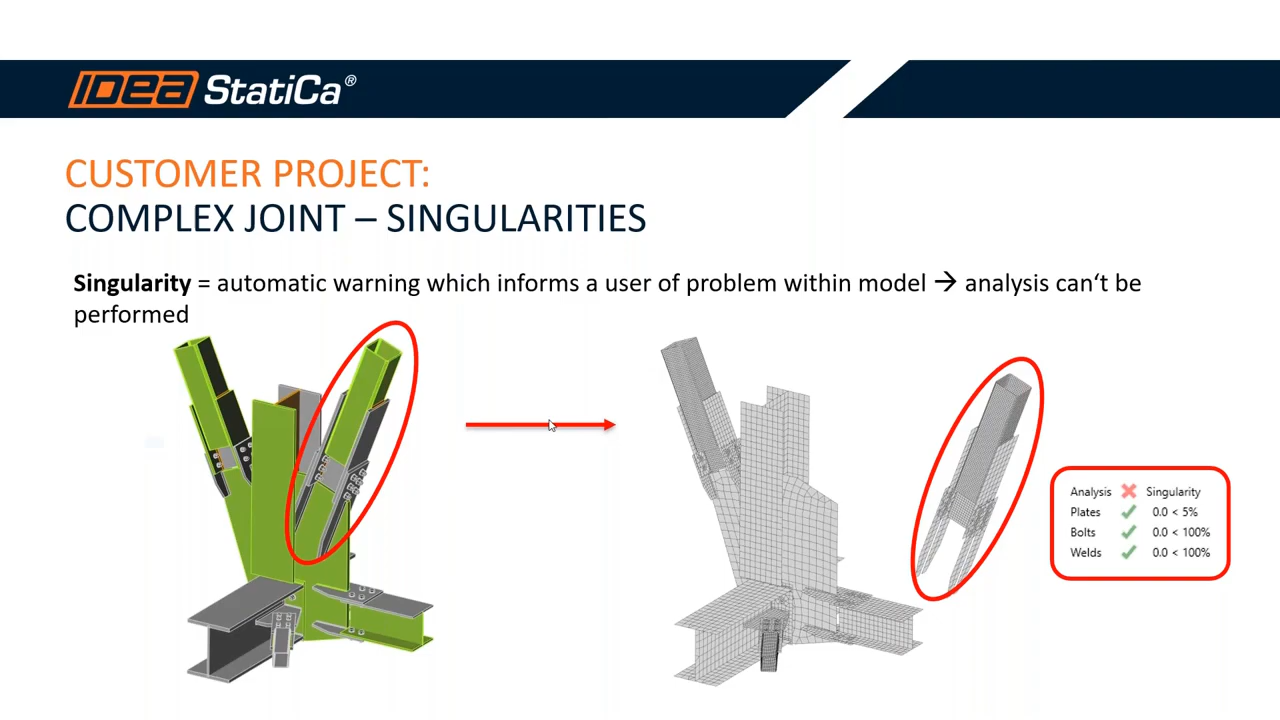 IDEA StatiCa®
CUSTOMER PROJECT:
COMPLEX JOINT – SINGULARITIES
Singularity = automatic warning which informs a user of problem within model → analysis can‘t be
performed
Analysis ✖ Singularity
Plates ✔ 0.0 < 5%
Bolts ✔ 0.0 < 100%
Welds ✔ 0.0 < 100%